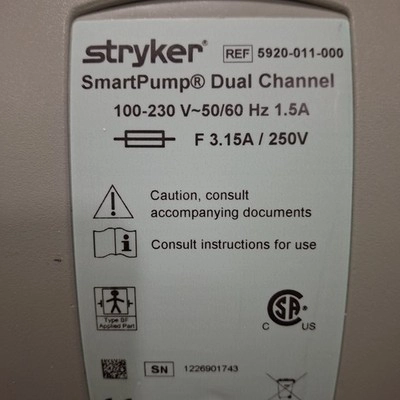 stryker® REF 5920-011-000
SmartPump® Dual Channel
100-230 V~50/60 Hz 1.5A
F 3.15A / 250V
Caution, consult
accompanying documents
Consult instructions for use
Type BF
Applied Part
CSA®
C US
SN 1226901743